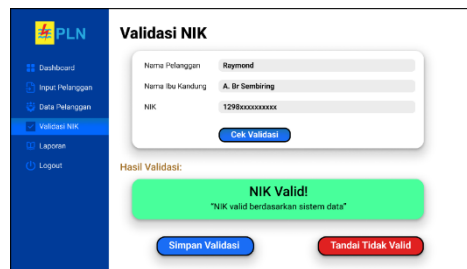 PLN
Dashboard
Input Pelanggan
Data Pelanggan
Validasi NIK
Laporan
Logout
Validasi NIK
Nama Pelanggan Raymond
Nama Ibu Kandung A. Br Sembiring
NIK 1298xxxxxxxxxx
Cek Validasi
Hasil Validasi:
NIK Valid!
"NIK valid berdasarkan sistem data"
Simpan Validasi Tandai Tidak Valid